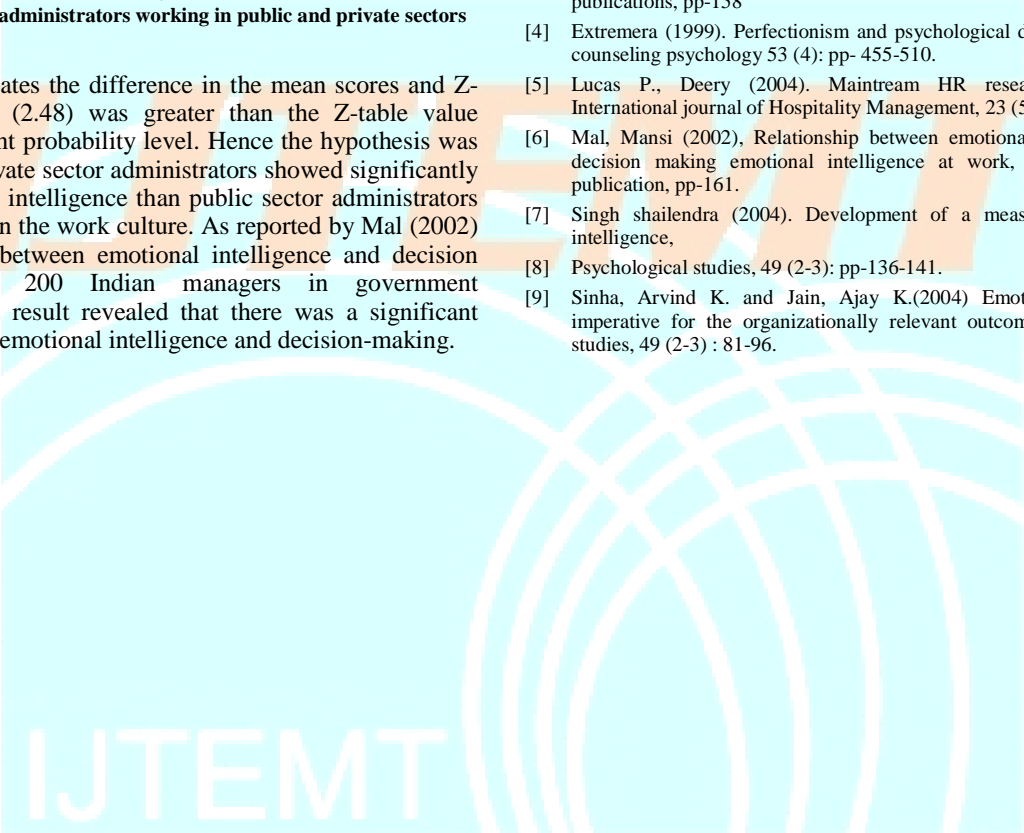 administrators working in public and private sectors
ates the difference in the mean scores and Z-
(2.48) was greater than the Z-table value
nt probability level. Hence the hypothesis was
vate sector administrators showed significantly
intelligence than public sector administrators
n the work culture. As reported by Mal (2002)
between emotional intelligence and decision
200 Indian managers in government
result revealed that there was a significant
emotional intelligence and decision-making.
publications, pp-158
[4] Extremera (1999). Perfectionism and psychological d
counseling psychology 53 (4): pp- 455-510.
[5] Lucas P., Deery (2004). Maintream HR resea
International journal of Hospitality Management, 23 (5
[6] Mal, Mansi (2002), Relationship between emotiona
decision making emotional intelligence at work,
publication, pp-161.
[7] Singh shailendra (2004). Development of a meas
intelligence,
[8] Psychological studies, 49 (2-3): pp-136-141.
[9] Sinha, Arvind K. and Jain, Ajay K.(2004) Emot
imperative for the organizationally relevant outcom
studies, 49 (2-3) : 81-96.
IJTEMT
IJTEMT